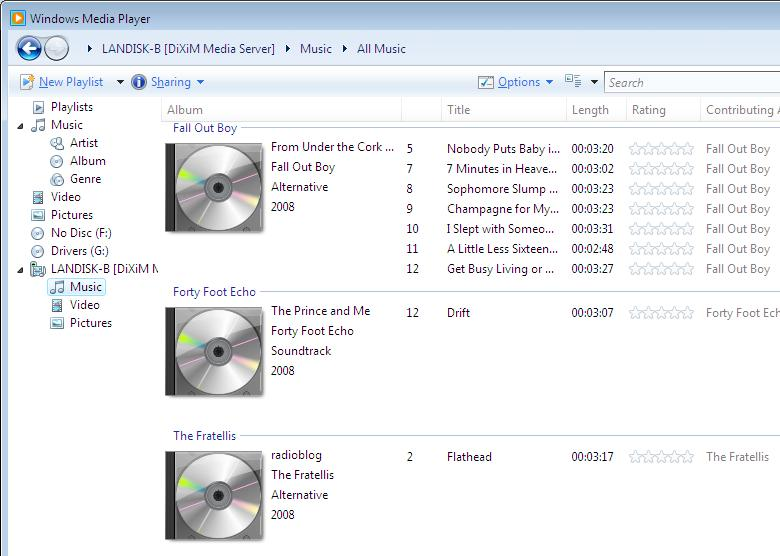 Windows Media Player
LANDISK-B [DiXiM Media Server] Music All Music
New Playlist Sharing Options Search
Playlists
Music
Artist
Album
Genre
Video
Pictures
No Disc (F:)
Drivers (G:)
LANDISK-B [DiXiM M
Music
Video
Pictures
Album Title Length Rating Contributing A
Fall Out Boy
From Under the Cork ...
Fall Out Boy
Alternative
2008
5 Nobody Puts Baby i... 00:03:20 Fall Out Boy
7 7 Minutes in Heave... 00:03:02 Fall Out Boy
8 Sophomore Slump ... 00:03:23 Fall Out Boy
9 Champagne for My... 00:03:23 Fall Out Boy
10 I Slept with Someo... 00:03:31 Fall Out Boy
11 A Little Less Sixteen... 00:02:48 Fall Out Boy
12 Get Busy Living or ... 00:03:27 Fall Out Boy
Forty Foot Echo
The Prince and Me
Forty Foot Echo
Soundtrack
2008
12 Drift 00:03:07 Forty Foot Ech
The Fratellis
radioblog
The Fratellis
Alternative
2008
2 Flathead 00:03:17 The Fratellis